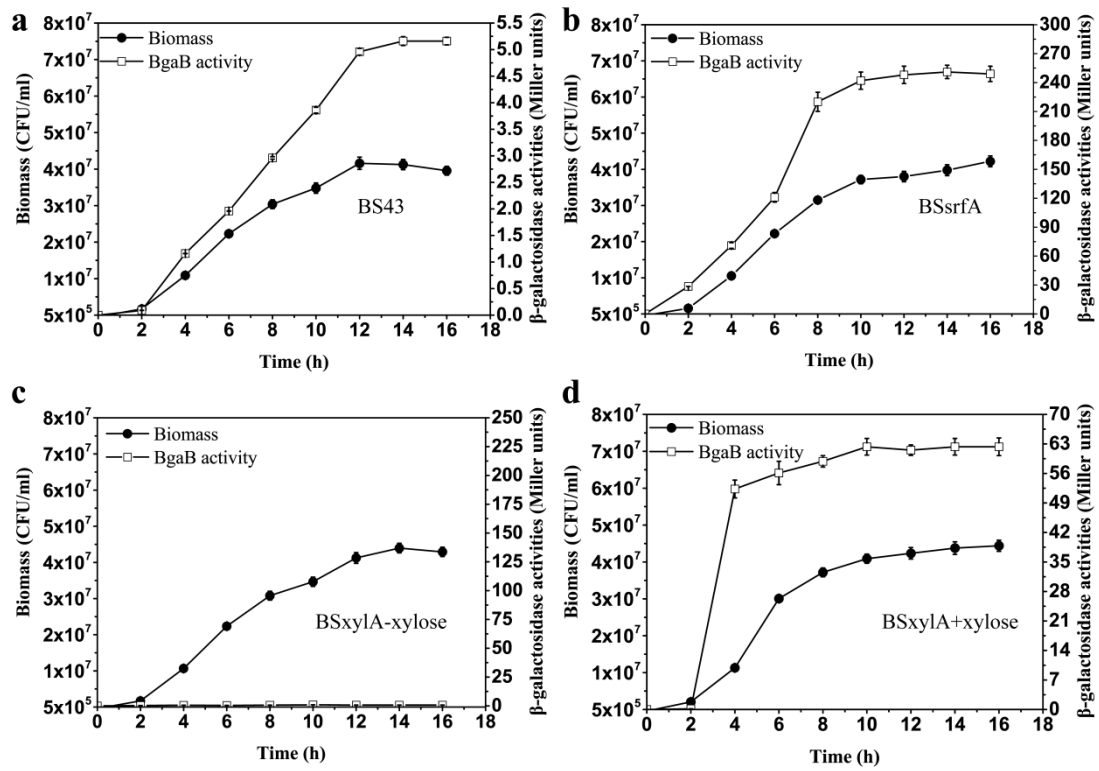 a
8x10⁷
7x10⁷
6x10⁷
5x10⁷
4x10⁷
3x10⁷
2x10⁷
1x10⁷
5x10⁵
Biomass (CFU/ml)
Biomass
BgaB activity
BS43
5.5
5.0
4.5
4.0
3.5
3.0
2.5
2.0
1.5
1.0
0.5
0.0
β-galactosidase activities (Miller units)
0 2 4 6 8 10 12 14 16 18
Time (h)
b
8x10⁷
7x10⁷
6x10⁷
5x10⁷
4x10⁷
3x10⁷
2x10⁷
1x10⁷
5x10⁵
Biomass (CFU/ml)
Biomass
BgaB activity
BSsrfA
300
270
240
210
180
150
120
90
60
30
0
β-galactosidase activities (Miller units)
0 2 4 6 8 10 12 14 16 18
Time (h)
c
8x10⁷
7x10⁷
6x10⁷
5x10⁷
4x10⁷
3x10⁷
2x10⁷
1x10⁷
5x10⁵
Biomass (CFU/ml)
Biomass
BgaB activity
BSxylA-xylose
250
225
200
175
150
125
100
75
50
25
0
β-galactosidase activities (Miller units)
0 2 4 6 8 10 12 14 16 18
Time (h)
d
8x10⁷
7x10⁷
6x10⁷
5x10⁷
4x10⁷
3x10⁷
2x10⁷
1x10⁷
5x10⁵
Biomass (CFU/ml)
Biomass
BgaB activity
BSxylA+xylose
70
63
56
49
42
35
28
21
14
7
0
β-galactosidase activities (Miller units)
0 2 4 6 8 10 12 14 16 18
Time (h)